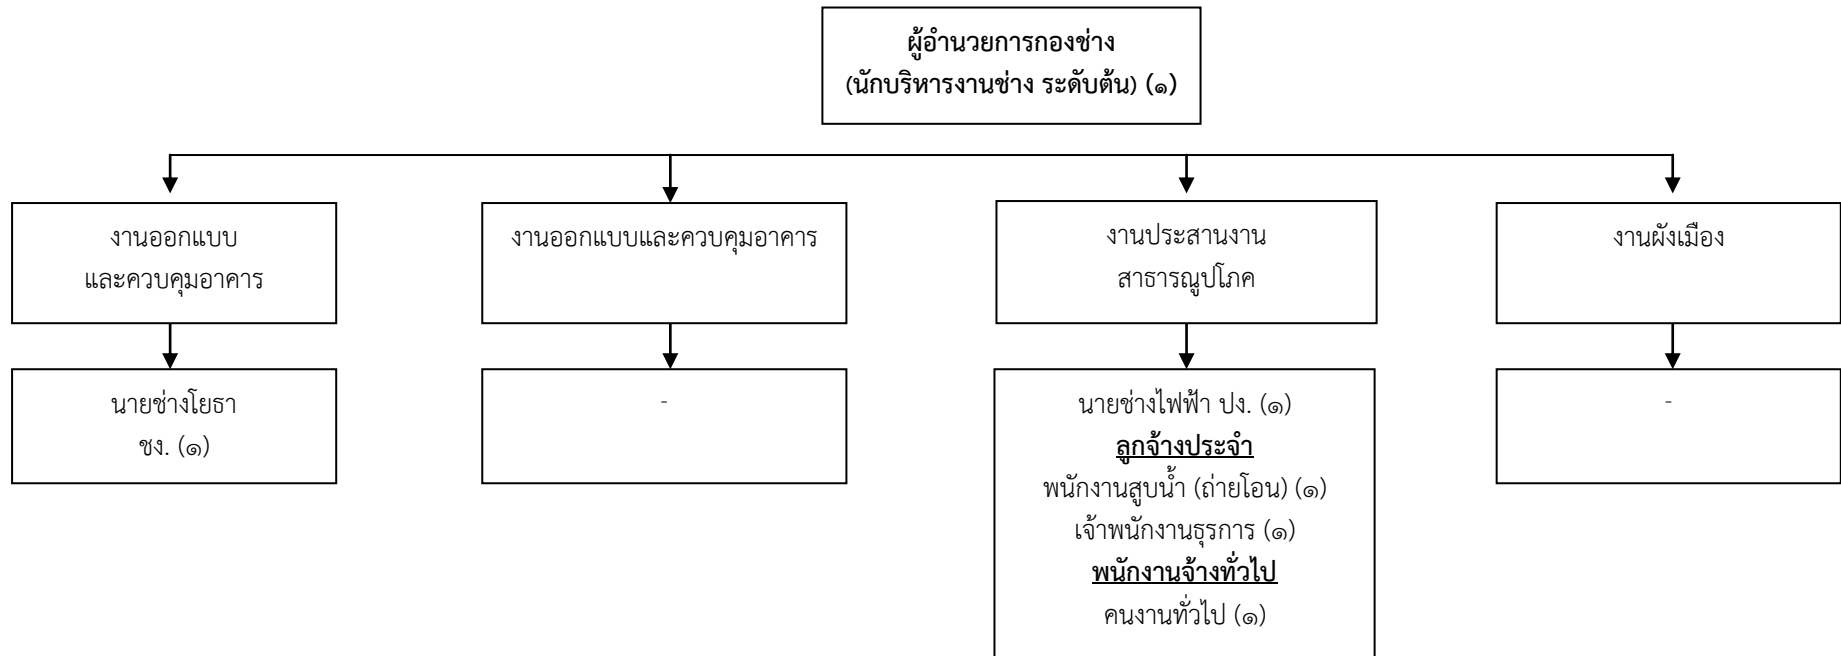 ผู้อำนวยการกองช่าง
(นักบริหารงานช่าง ระดับต้น) (๑)
งานออกแบบ
และควบคุมอาคาร
งานออกแบบและควบคุมอาคาร
งานประสานงาน
สาธารณูปโภค
งานผังเมือง
นายช่างโยธา
ชง. (๑)
-
นายช่างไฟฟ้า ปง. (๑)
ลูกจ้างประจำ
พนักงานสูบน้ำ (ถ่ายโอน) (๑)
เจ้าพนักงานธุรการ (๑)
พนักงานจ้างทั่วไป
คนงานทั่วไป (๑)
-